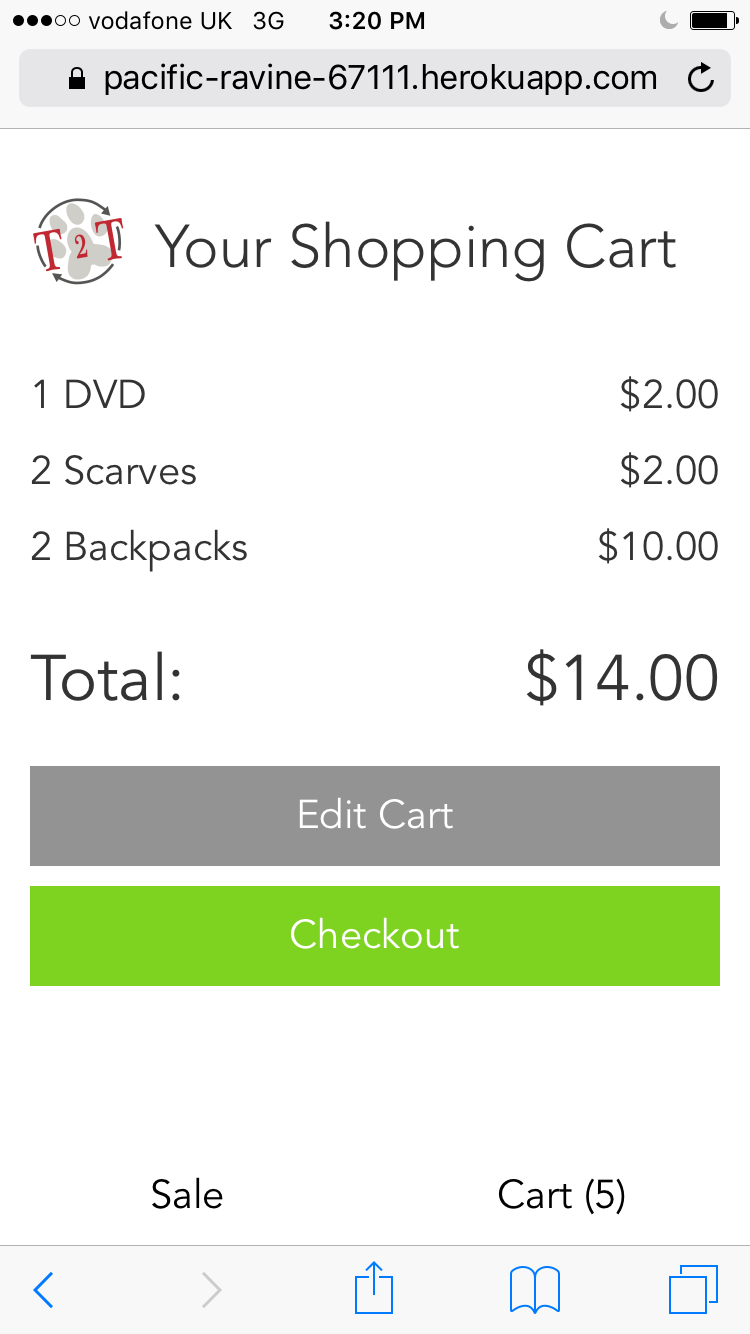 vodafone UK 3G 3:20 PM
pacific-ravine-67111.herokuapp.com
T2T Your Shopping Cart
1 DVD $2.00
2 Scarves $2.00
2 Backpacks $10.00
Total: $14.00
Edit Cart
Checkout
Sale Cart (5)